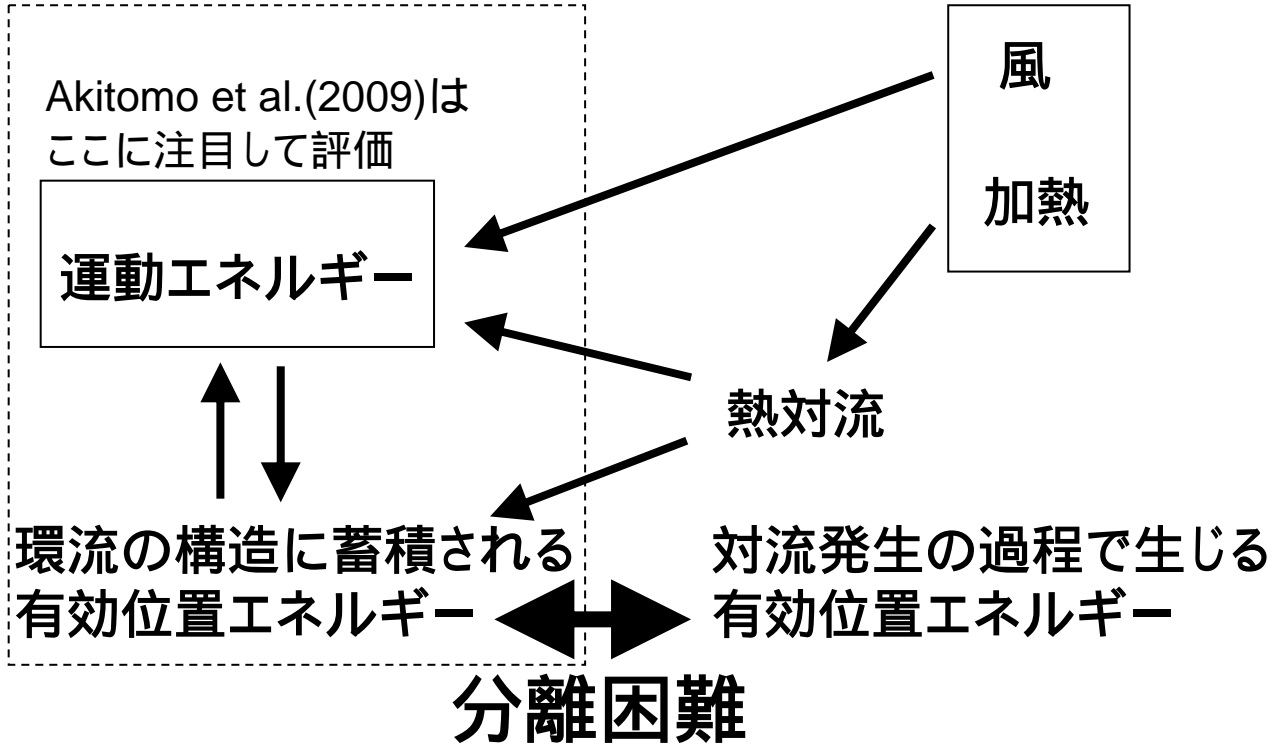 Akitomo et al.(2009)は
ここに注目して評価
運動エネルギー
風
加熱
熱対流
環流の構造に蓄積される
有効位置エネルギー
対流発生の過程で生じる
有効位置エネルギー
分離困難